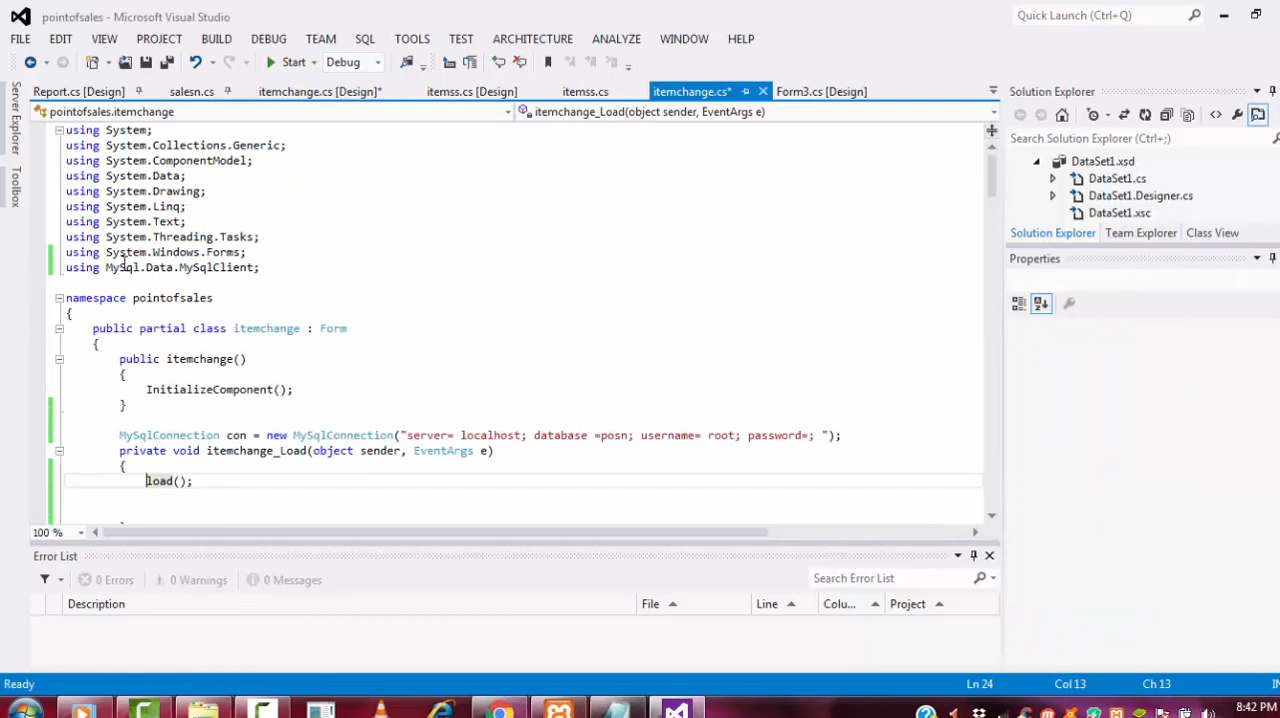 pointofsales - Microsoft Visual Studio
Quick Launch (Ctrl+Q)
FILE EDIT VIEW PROJECT BUILD DEBUG TEAM SQL TOOLS TEST ARCHITECTURE ANALYZE WINDOW HELP
Start Debug
Report.cs [Design] salesn.cs itemchange.cs [Design]* itemss.cs [Design] itemss.cs itemchange.cs* Form3.cs [Design]
pointofsales.itemchange itemchange_Load(object sender, EventArgs e)
Server Explorer
Toolbox
using System;
using System.Collections.Generic;
using System.ComponentModel;
using System.Data;
using System.Drawing;
using System.Linq;
using System.Text;
using System.Threading.Tasks;
using System.Windows.Forms;
using MySql.Data.MySqlClient;
namespace pointofsales
{
public partial class itemchange : Form
{
public itemchange()
{
InitializeComponent();
}
MySqlConnection con = new MySqlConnection("server= localhost; database =posn; username= root; password=; ");
private void itemchange_Load(object sender, EventArgs e)
{
load();
100 %
Error List
0 Errors 0 Warnings 0 Messages
Search Error List
Description File Line Colu... Project
Solution Explorer
Search Solution Explorer (Ctrl+;)
DataSet1.xsd
DataSet1.cs
DataSet1.Designer.cs
DataSet1.xsc
Solution Explorer Team Explorer Class View
Properties
Ready Ln 24 Col 13 Ch 13
8:42 PM